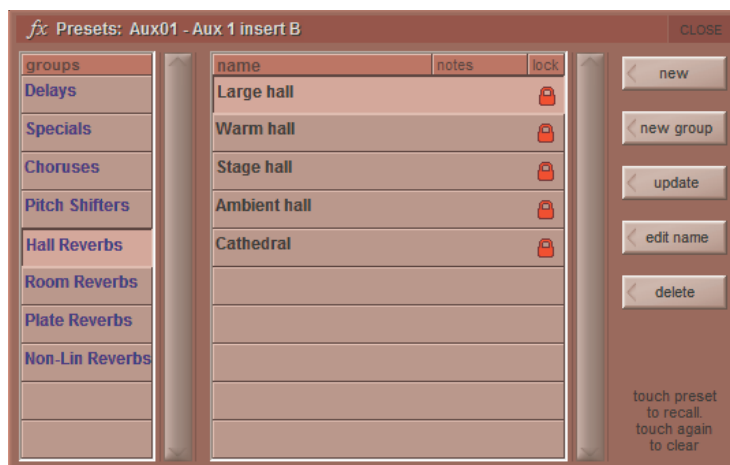 fx Presets: Aux01 - Aux 1 insert B
CLOSE
groups
Delays
Specials
Choruses
Pitch Shifters
Hall Reverbs
Room Reverbs
Plate Reverbs
Non-Lin Reverbs
name notes lock
Large hall
Warm hall
Stage hall
Ambient hall
Cathedral
new
new group
update
edit name
delete
touch preset
to recall.
touch again
to clear